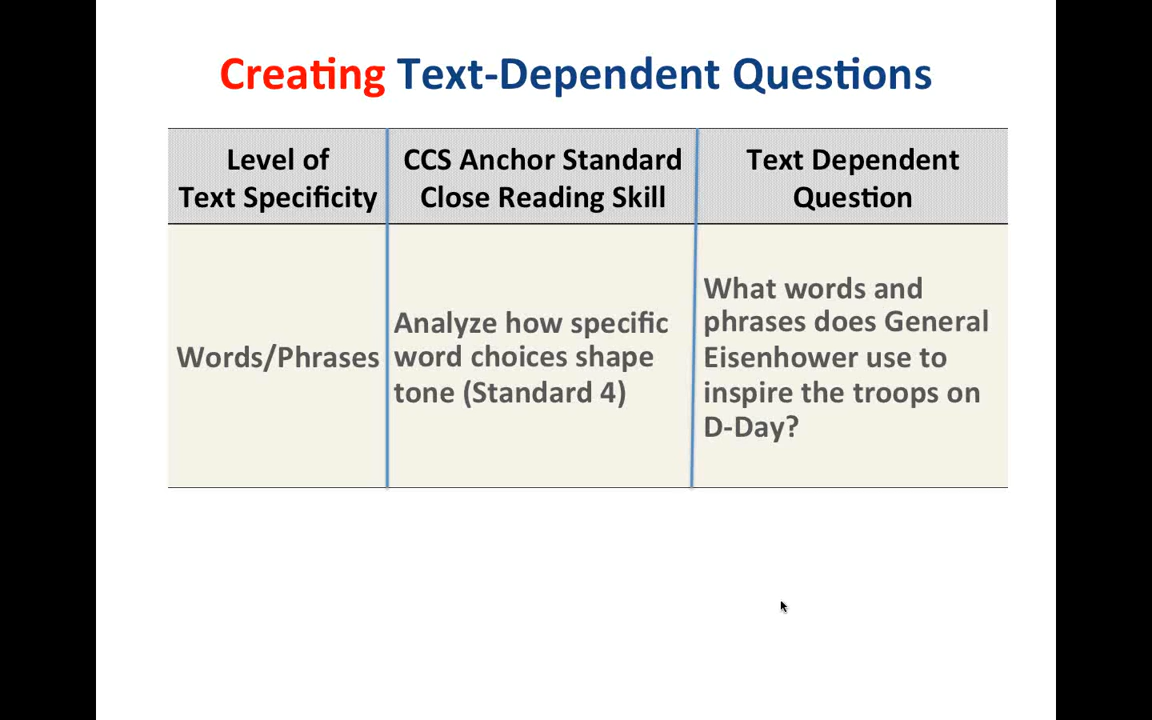 Creating Text-Dependent Questions
Level of
Text Specificity
CCS Anchor Standard
Close Reading Skill
Text Dependent
Question
Words/Phrases
Analyze how specific
word choices shape
tone (Standard 4)
What words and
phrases does General
Eisenhower use to
inspire the troops on
D-Day?